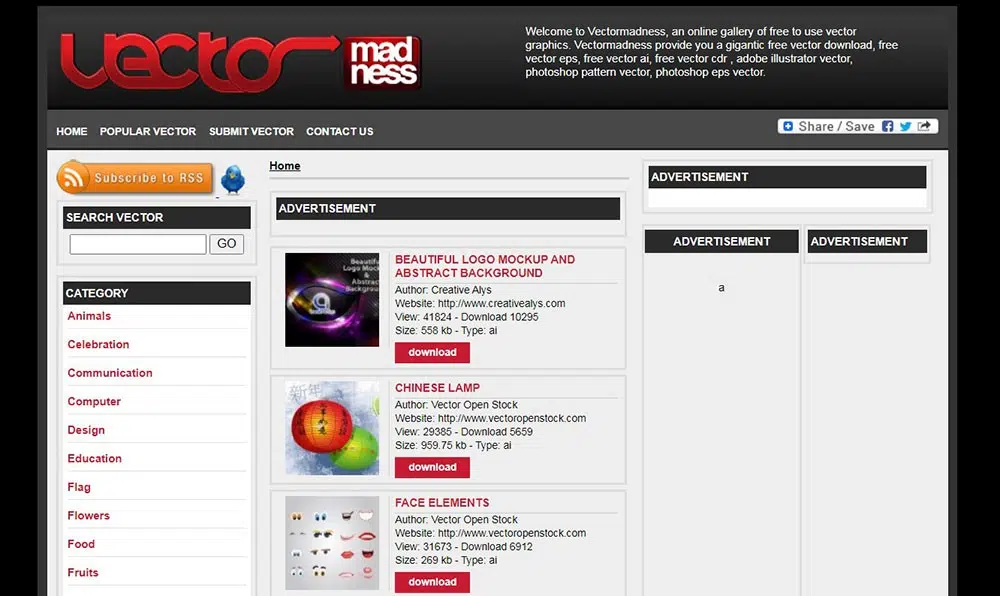 vector
mad
ness
Welcome to Vectormadness, an online gallery of free to use vector
graphics. Vectormadness provide you a gigantic free vector download, free
vector eps, free vector ai, free vector cdr , adobe illustrator vector,
photoshop pattern vector, photoshop eps vector.
HOME POPULAR VECTOR SUBMIT VECTOR CONTACT US
Share / Save
Subscribe to RSS
SEARCH VECTOR
GO
CATEGORY
Animals
Celebration
Communication
Computer
Design
Education
Flag
Flowers
Food
Fruits
Home
ADVERTISEMENT
Beautiful
Logo Mock
&
Abstract
Background
BEAUTIFUL LOGO MOCKUP AND
ABSTRACT BACKGROUND
Author: Creative Alys
Website: http://www.creativealys.com
View: 41824 - Download 10295
Size: 558 kb - Type: ai
download
新年
CHINESE LAMP
Author: Vector Open Stock
Website: http://www.vectoropenstock.com
View: 29385 - Download 5659
Size: 959.75 kb - Type: ai
download
FACE ELEMENTS
Author: Vector Open Stock
Website: http://www.vectoropenstock.com
View: 31673 - Download 6912
Size: 269 kb - Type: ai
download
ADVERTISEMENT
ADVERTISEMENT
a
ADVERTISEMENT